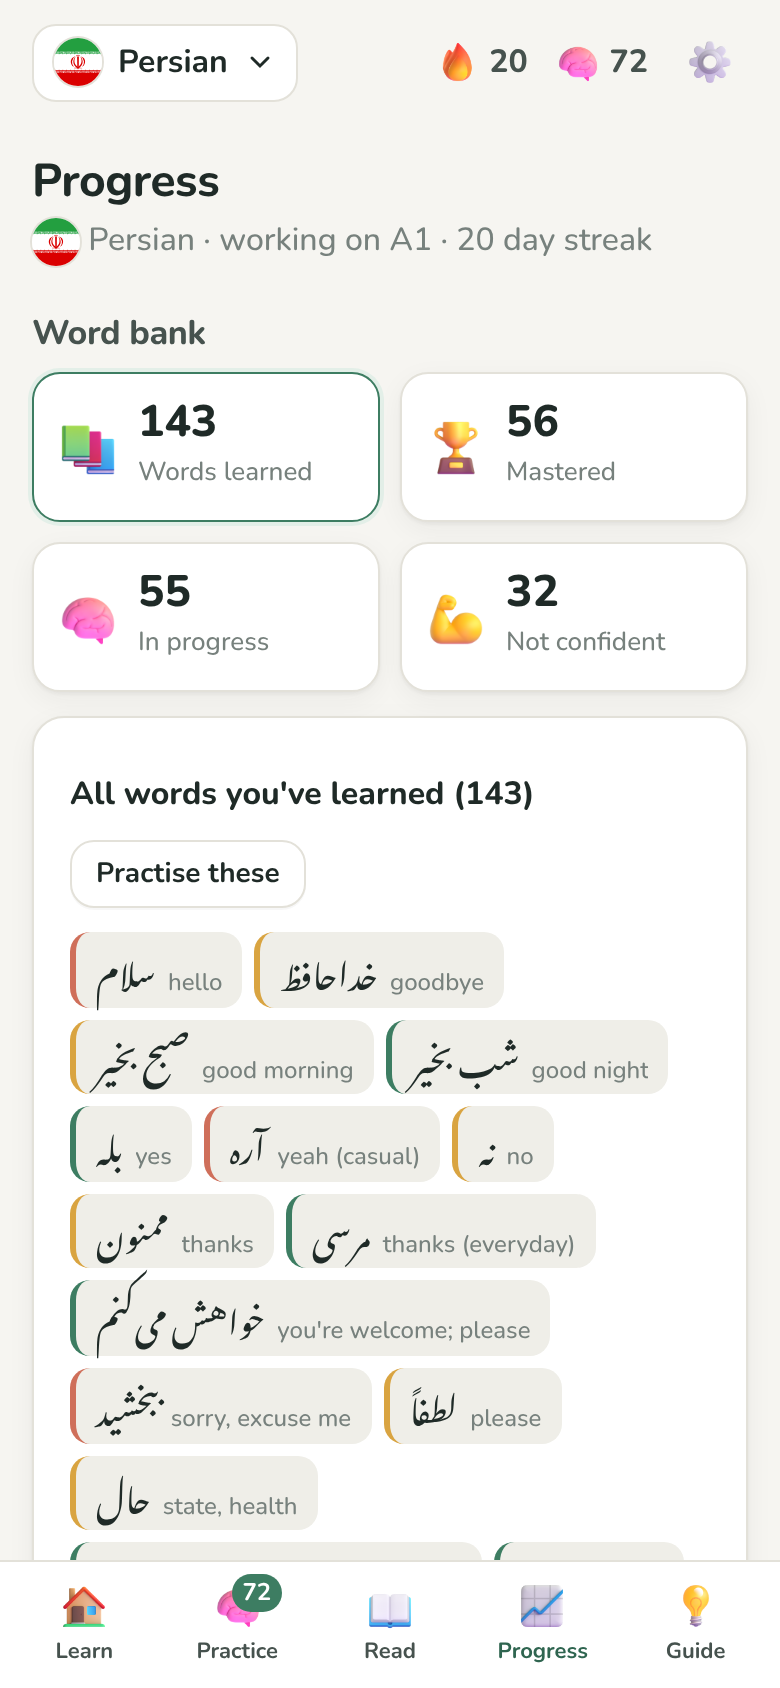 Persian
20
72
Progress
Persian · working on A1 · 20 day streak
Word bank
143
Words learned
56
Mastered
55
In progress
32
Not confident
All words you've learned (143)
Practise these
سلام hello
خداحافظ goodbye
صبح بخیر good morning
شب بخیر good night
بله yes
آره yeah (casual)
نه no
ممنون thanks
مرسی thanks (everyday)
خواهش می‌کنم you're welcome; please
ببخشید sorry, excuse me
لطفاً please
حال state, health
Learn
72
Practice
Read
Progress
Guide